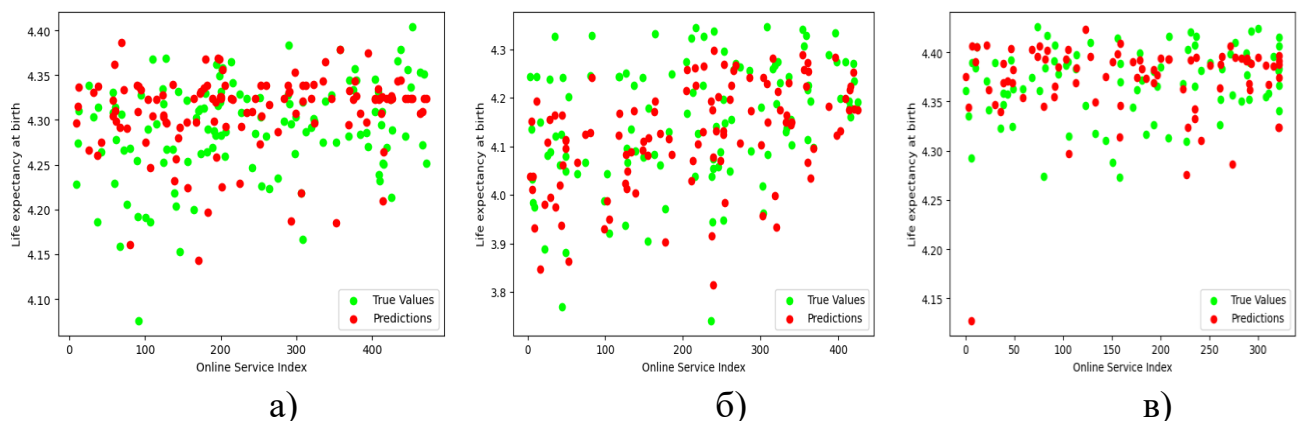 4.40
4.35
4.30
4.25
4.20
4.15
4.10
Life expectancy at birth
0 100 200 300 400
Online Service Index
True Values
Predictions
а)
4.3
4.2
4.1
4.0
3.9
3.8
Life expectancy at birth
0 100 200 300 400
Online Service Index
True Values
Predictions
б)
4.40
4.35
4.30
4.25
4.20
4.15
Life expectancy at birth
0 50 100 150 200 250 300
Online Service Index
True Values
Predictions
в)